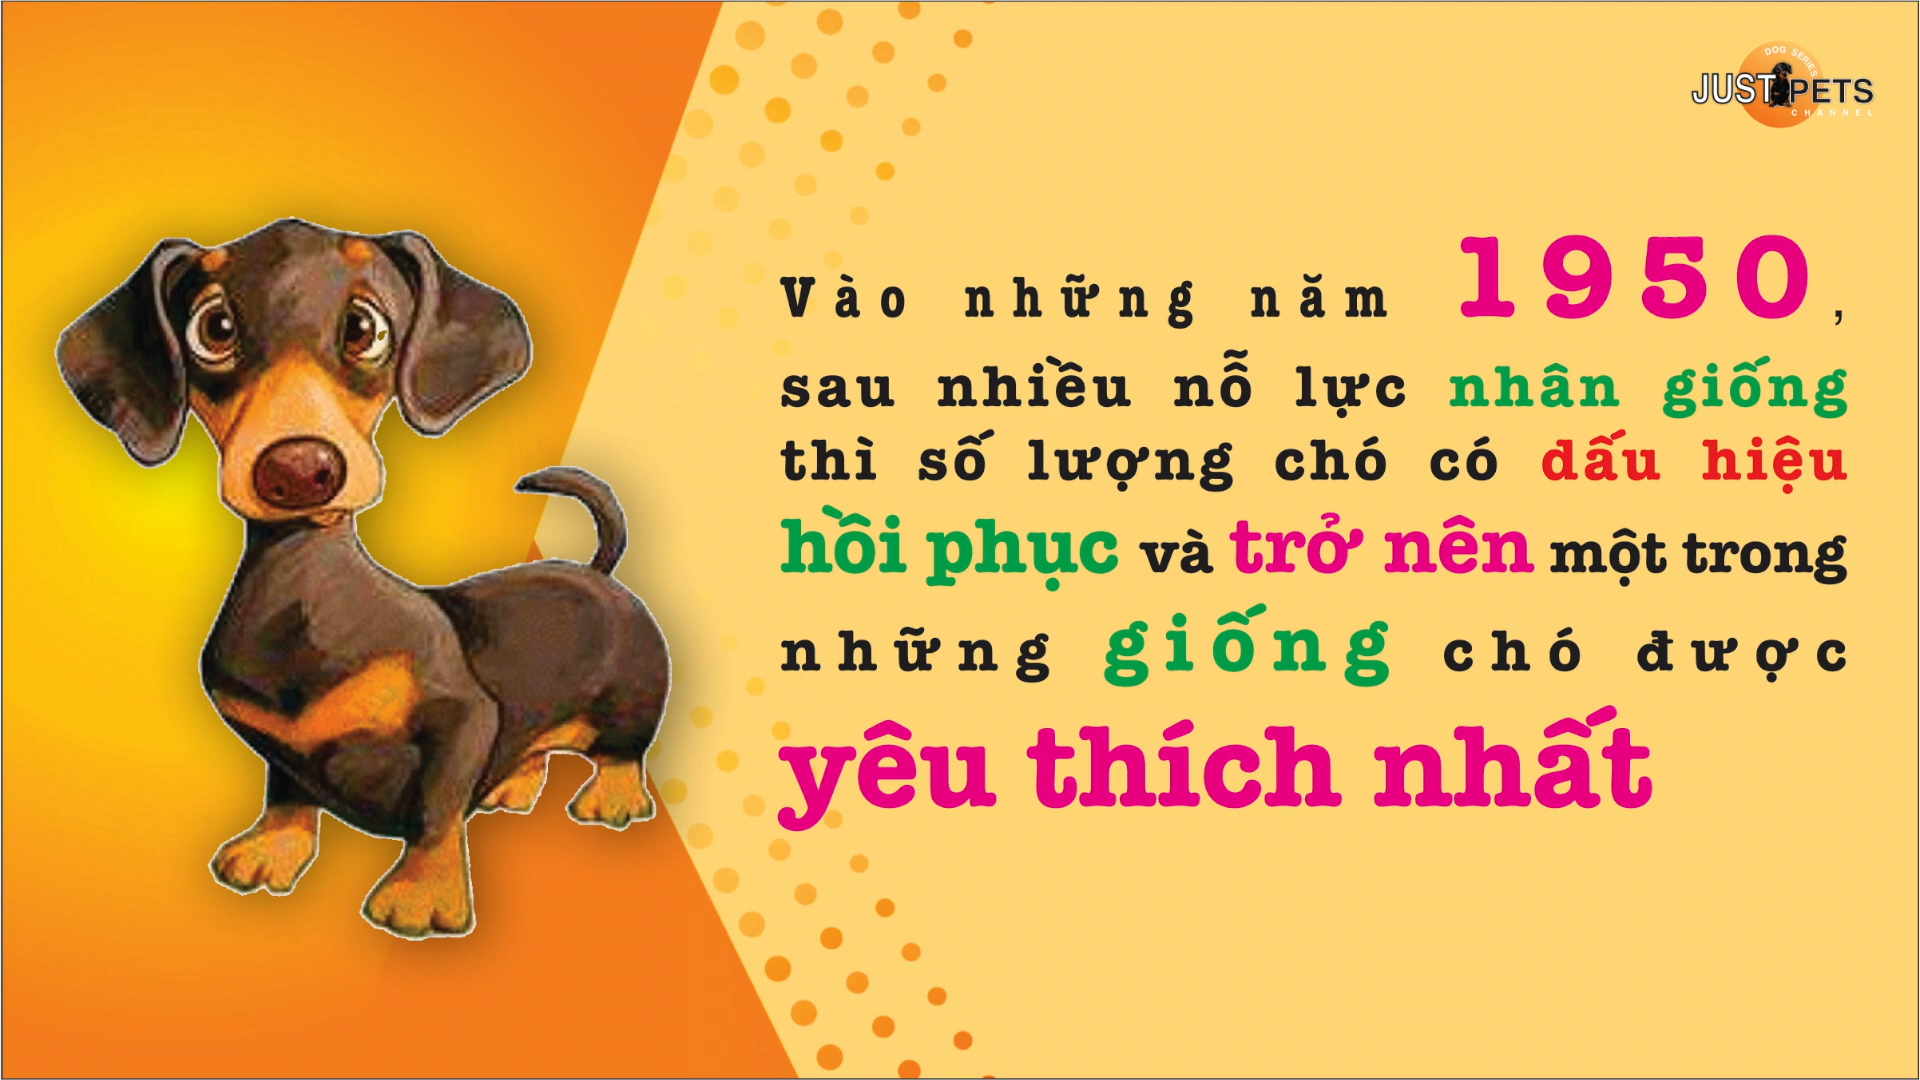 DOG SERIES
JUST PETS
CHANNEL
Vào những năm 1950,
sau nhiều nỗ lực nhân giống
thì số lượng chó có dấu hiệu
hồi phục và trở nên một trong
những giống chó được
yêu thích nhất